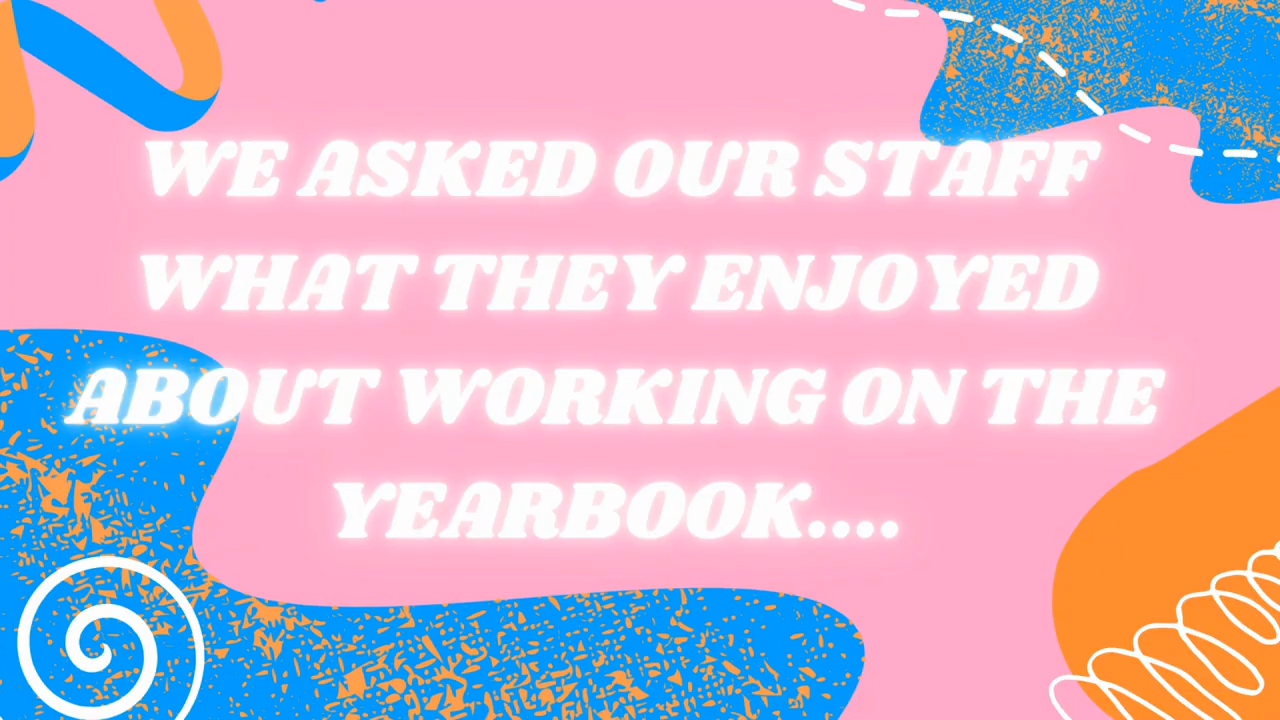 WE ASKED OUR STAFF
WHAT THEY ENJOYED
ABOUT WORKING ON THE
YEARBOOK....